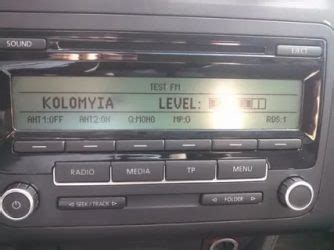 SOUND
EJECT
TEST FM
KOLOMYIA LEVEL:
ANT1:OFF ANT2:ON Q:MONO MP:0 RDS:1
RADIO MEDIA TP MENU
SEEK/TRACK FOLDER